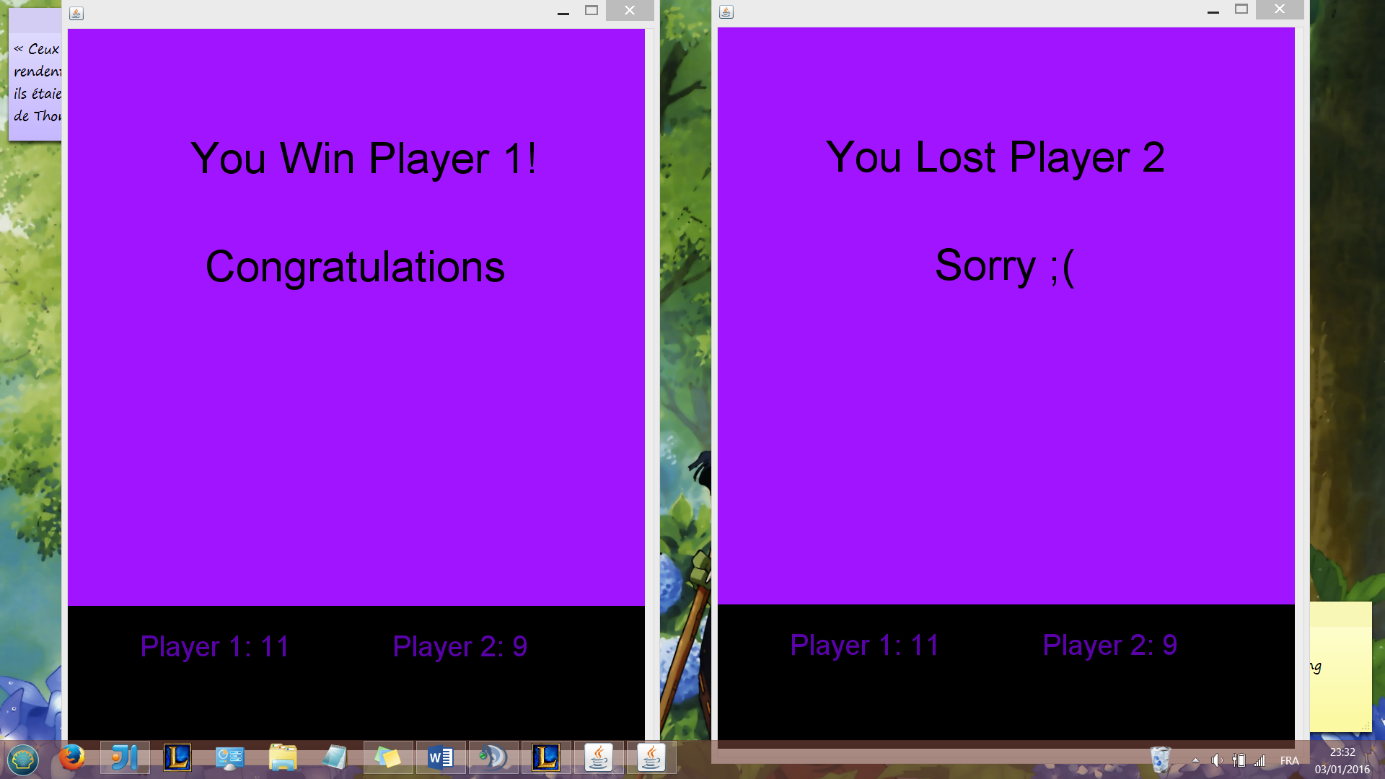 « Ceux
rendent
ils étaie
de Thor
You Win Player 1!
Congratulations
Player 1: 11 Player 2: 9
You Lost Player 2
Sorry ;(
Player 1: 11 Player 2: 9
ng
FRA
23:32
03/01/2016